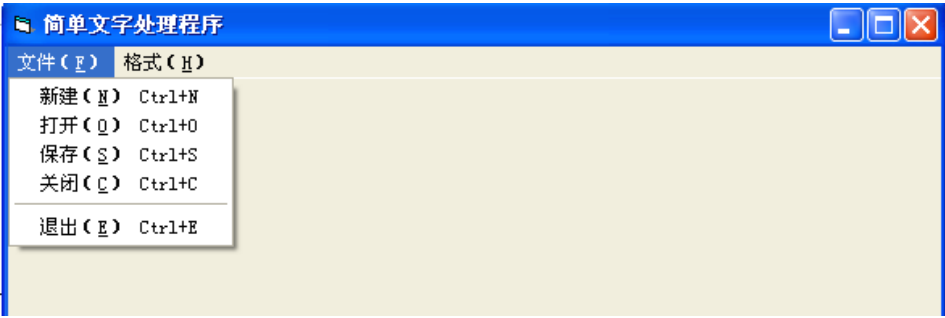 简单文字处理程序
文件(F) 格式(H)
新建(N) Ctrl+N
打开(O) Ctrl+O
保存(S) Ctrl+S
关闭(C) Ctrl+C
退出(E) Ctrl+E